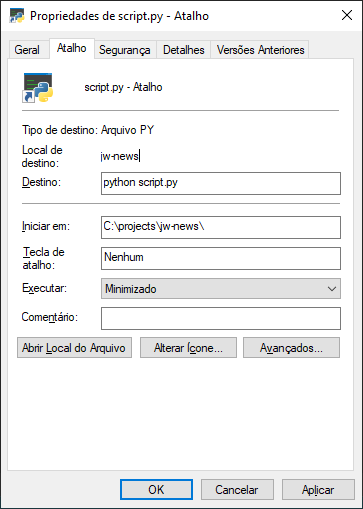 Propriedades de script.py - Atalho
Geral Atalho Segurança Detalhes Versões Anteriores
script.py - Atalho
Tipo de destino: Arquivo PY
Local de destino: jw-news
Destino: python script.py
Iniciar em: C:\projects\jw-news\
Tecla de atalho: Nenhum
Executar: Minimizado
Comentário:
Abrir Local do Arquivo Alterar Ícone... Avançados...
OK Cancelar Aplicar